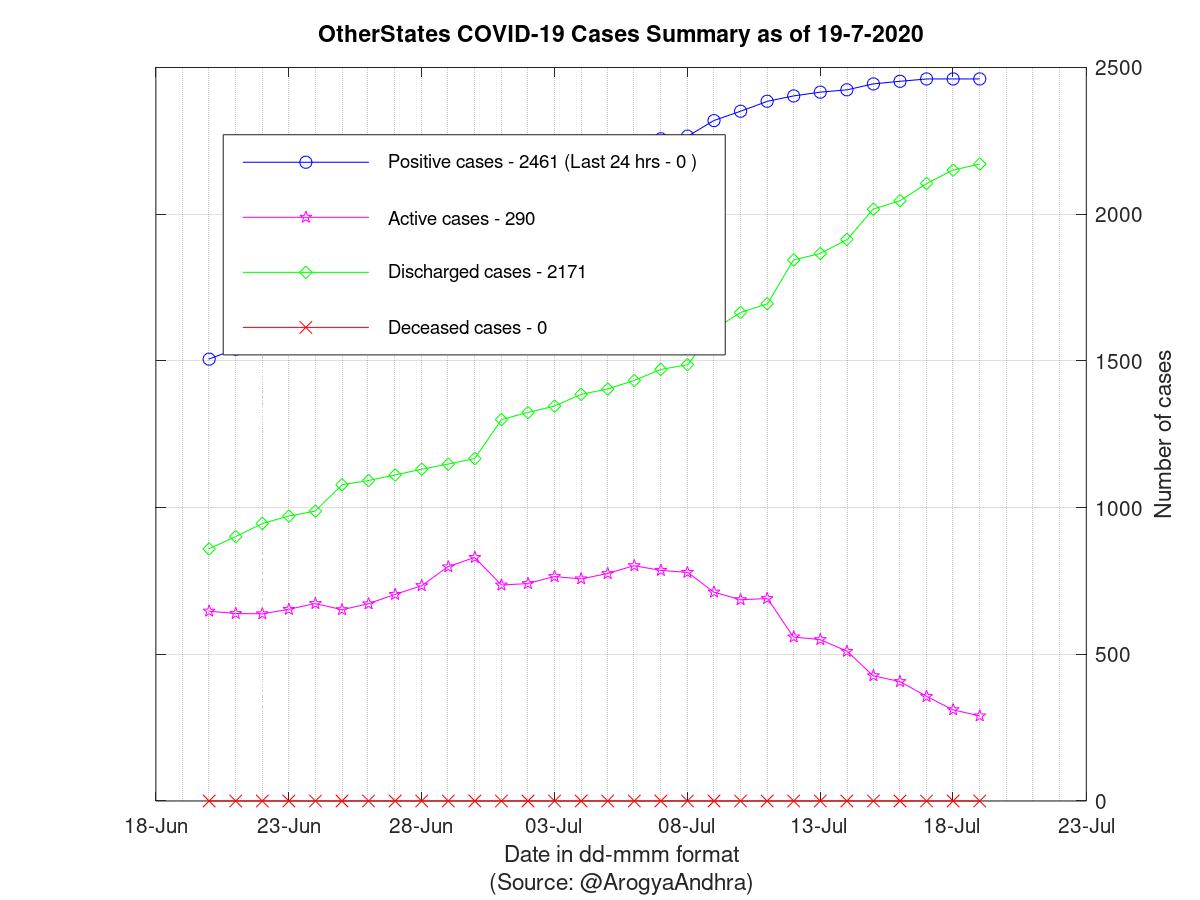 OtherStates COVID-19 Cases Summary as of 19-7-2020
Positive cases - 2461 (Last 24 hrs - 0 )
Active cases - 290
Discharged cases - 2171
Deceased cases - 0
2500
2000
1500
1000
500
0
Number of cases
18-Jun 23-Jun 28-Jun 03-Jul 08-Jul 13-Jul 18-Jul 23-Jul
Date in dd-mmm format
(Source: @ArogyaAndhra)